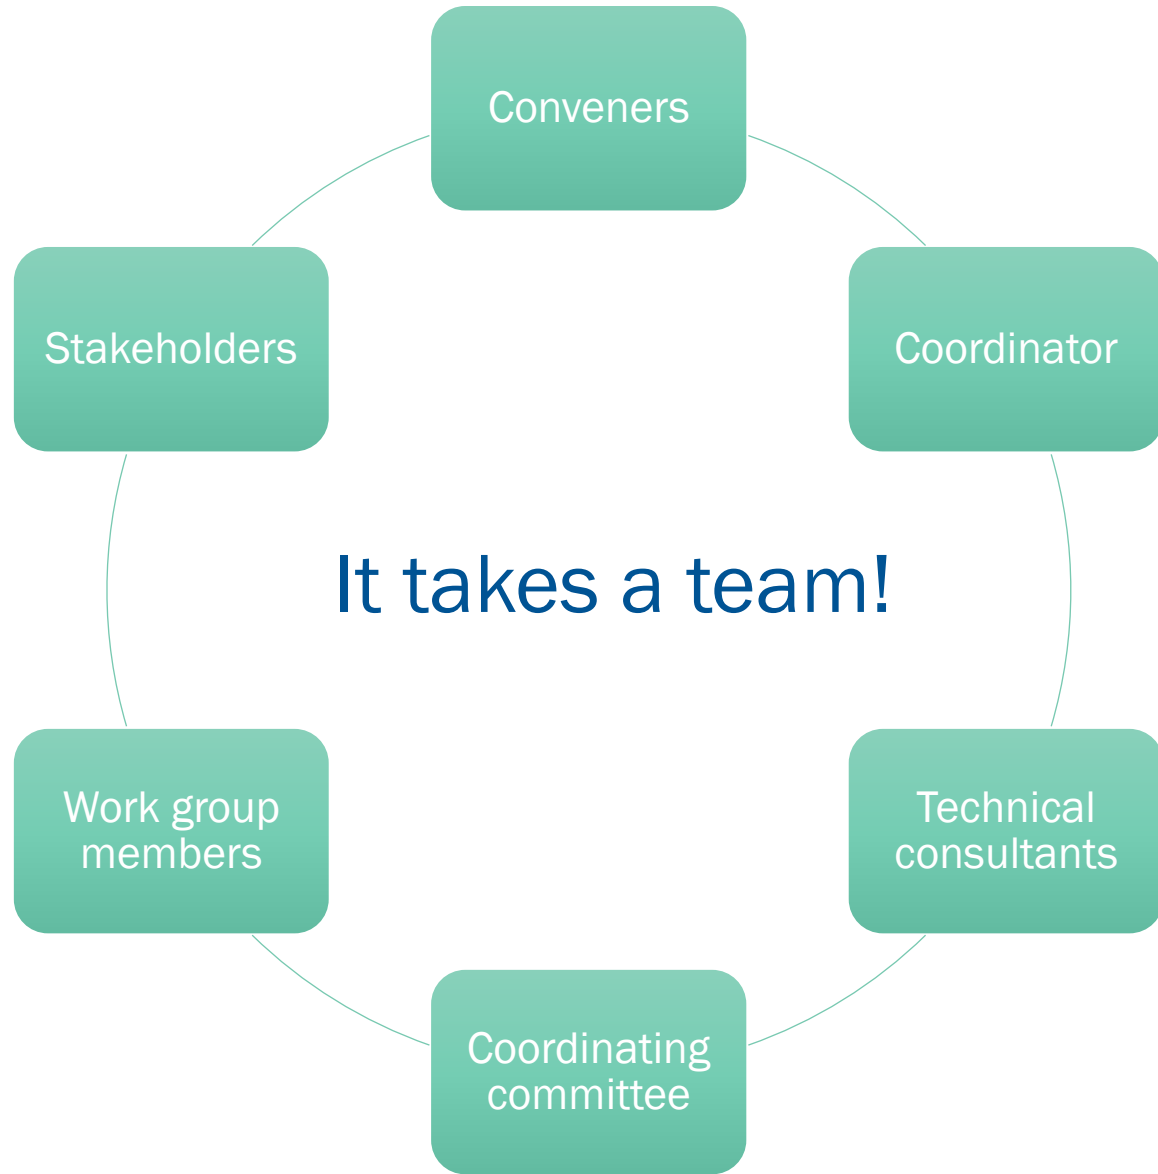 Conveners
Stakeholders
Coordinator
It takes a team!
Work group
members
Technical
consultants
Coordinating
committee